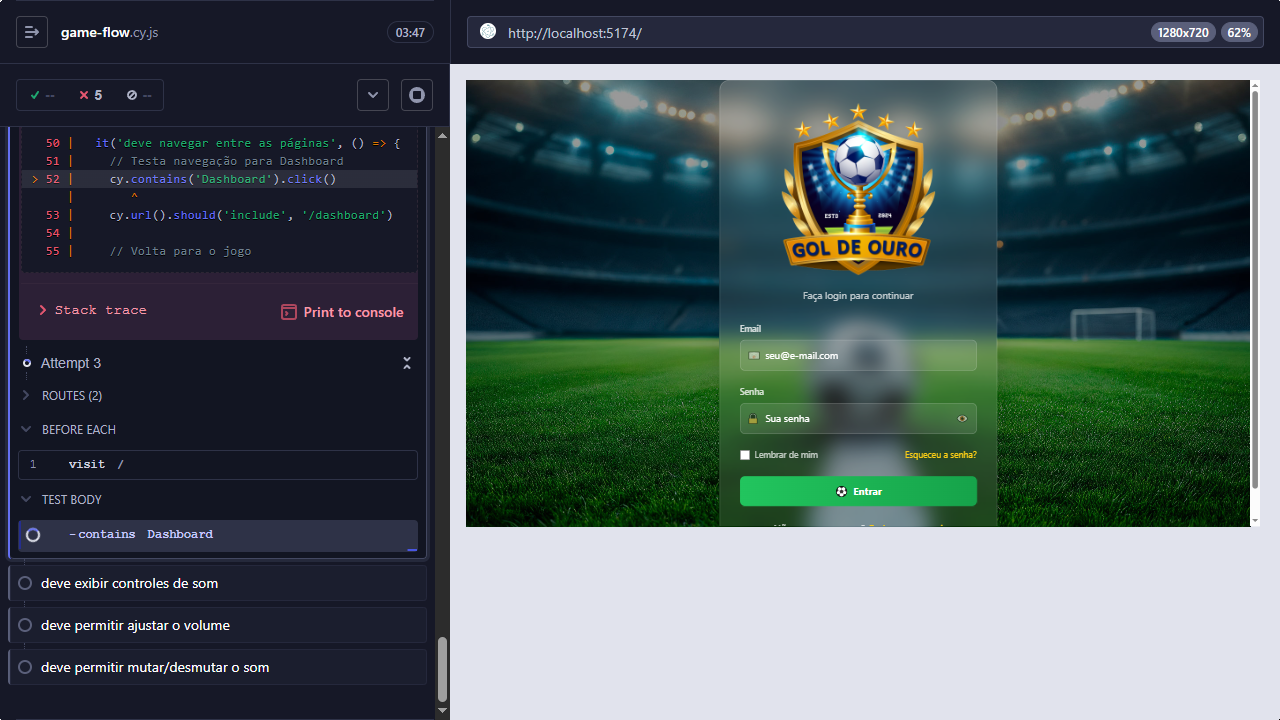 game-flow.cy.js
03:47
http://localhost:5174/
1280x720
62%
✓ --
✕ 5
⊘ --
50 | it('deve navegar entre as páginas', () => {
51 | // Testa navegação para Dashboard
> 52 | cy.contains('Dashboard').click()
| ^
53 | cy.url().should('include', '/dashboard')
54 |
55 | // Volta para o jogo
Stack trace
Print to console
Attempt 3
ROUTES (2)
BEFORE EACH
1 visit /
TEST BODY
-contains Dashboard
deve exibir controles de som
deve permitir ajustar o volume
deve permitir mutar/desmutar o som
ESTD 2024
GOL DE OURO
Faça login para continuar
Email
seu@e-mail.com
Senha
Sua senha
Lembrar de mim
Esqueceu a senha?
Entrar